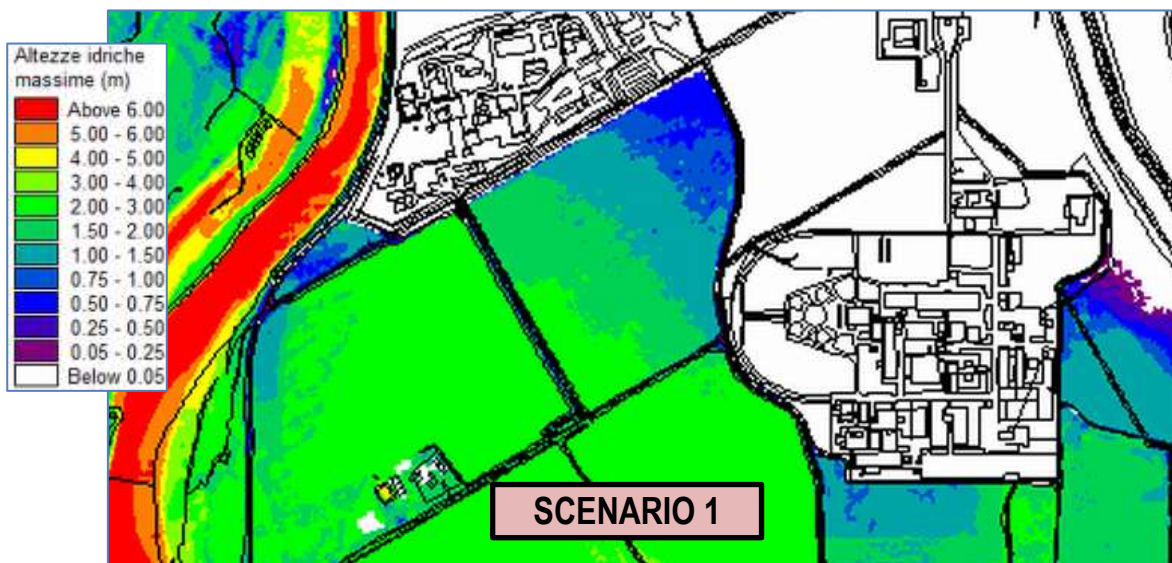 Altezze idriche
massime (m)
Above 6.00
5.00 - 6.00
4.00 - 5.00
3.00 - 4.00
2.00 - 3.00
1.50 - 2.00
1.00 - 1.50
0.75 - 1.00
0.50 - 0.75
0.25 - 0.50
0.05 - 0.25
Below 0.05
SCENARIO 1